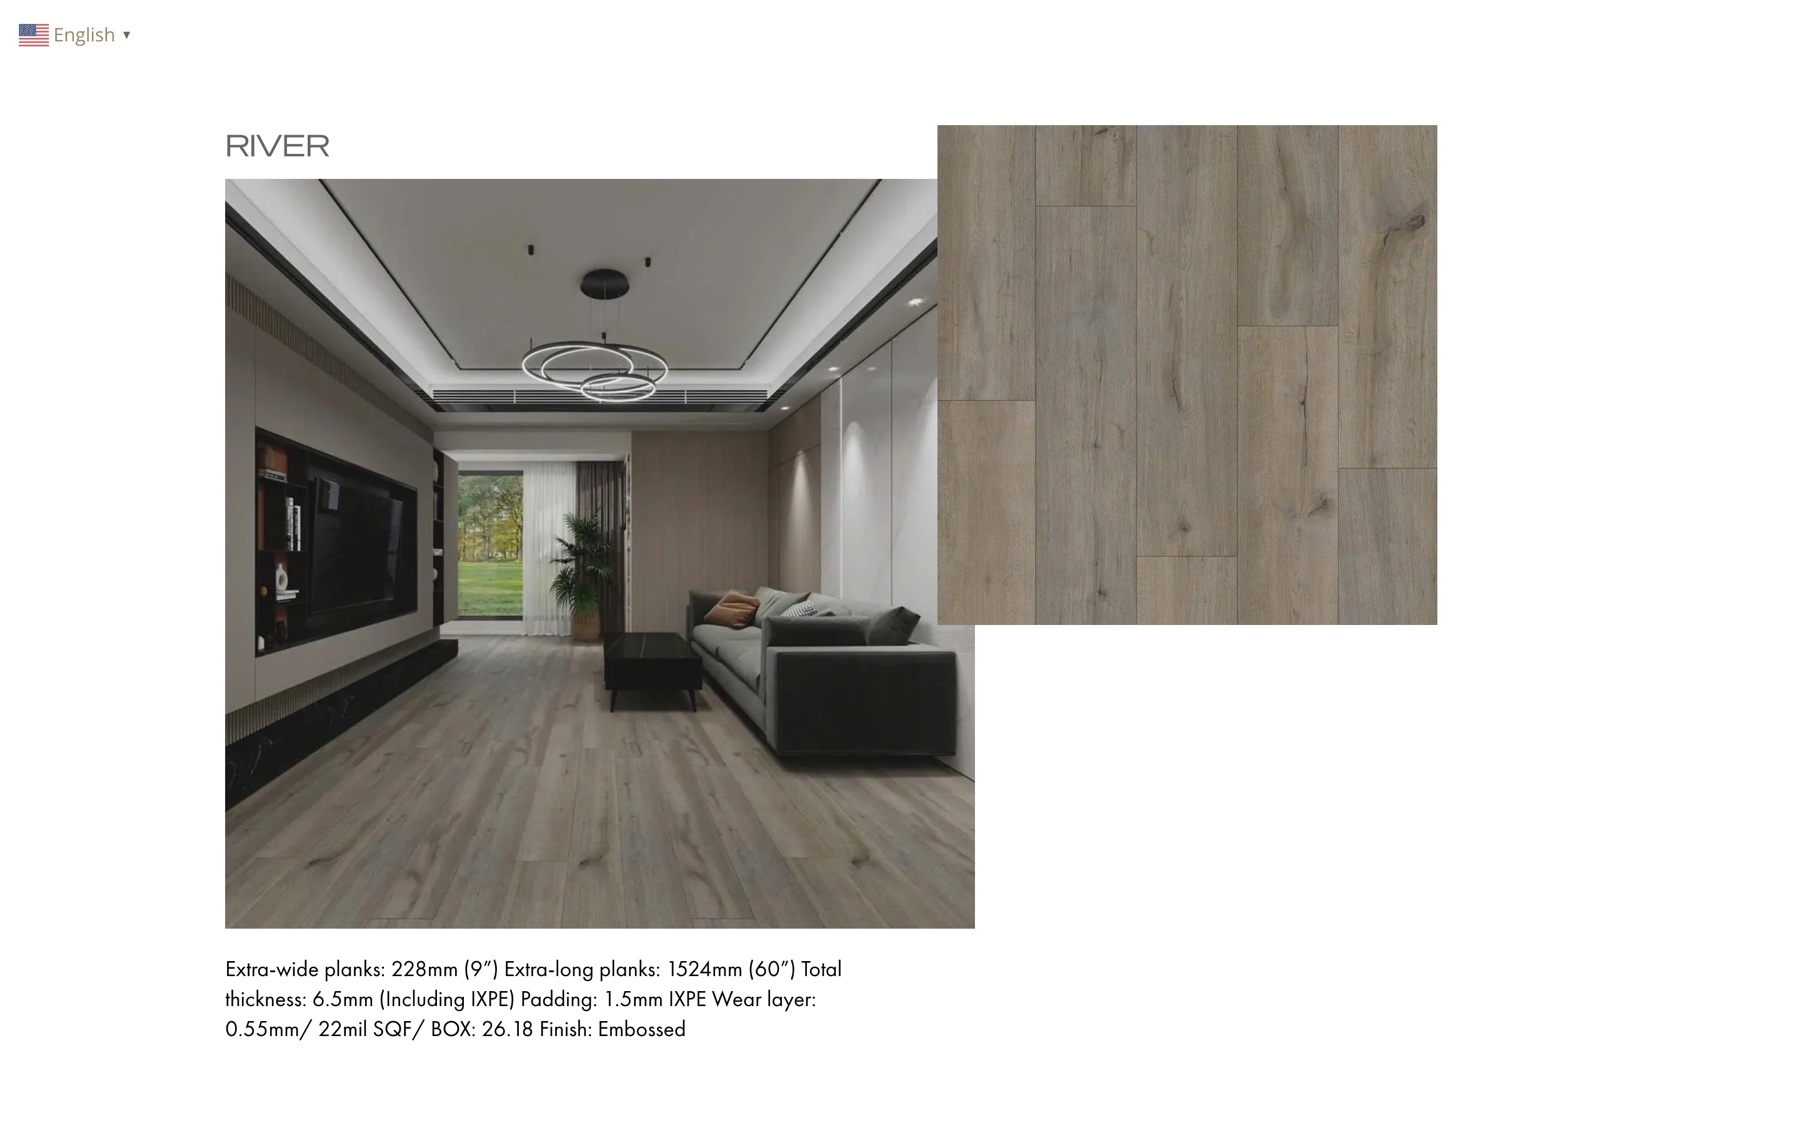 English ▼
RIVER
Extra-wide planks: 228mm (9”) Extra-long planks: 1524mm (60”) Total
thickness: 6.5mm (Including IXPE) Padding: 1.5mm IXPE Wear layer:
0.55mm/ 22mil SQF/ BOX: 26.18 Finish: Embossed